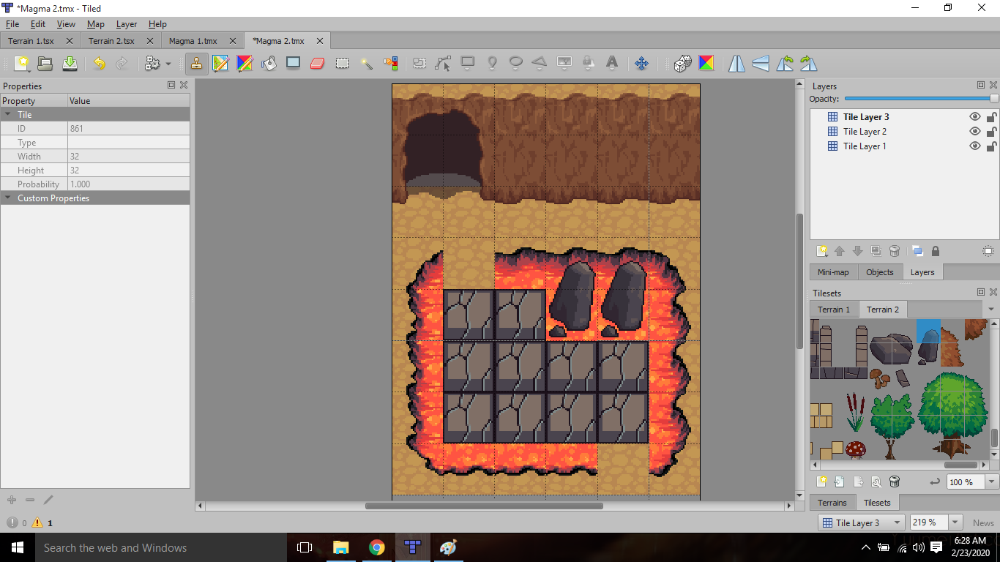 *Magma 2.tmx - Tiled
File Edit View Map Layer Help
Terrain 1.tsx Terrain 2.tsx Magma 1.tmx *Magma 2.tmx
Properties
Property Value
Tile
ID 861
Type
Width 32
Height 32
Probability 1.000
Custom Properties
0 1
Layers
Opacity:
Tile Layer 3
Tile Layer 2
Tile Layer 1
Mini-map Objects Layers
Tilesets
Terrain 1 Terrain 2
100 %
Terrains Tilesets
Tile Layer 3 219 % News
Search the web and Windows
6:28 AM
2/23/2020